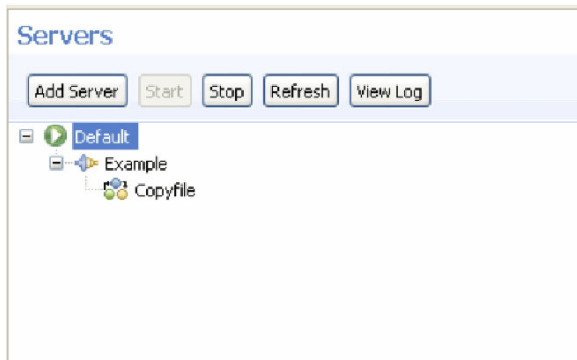 Servers
Add Server Start Stop Refresh View Log
Default
Example
Copyfile